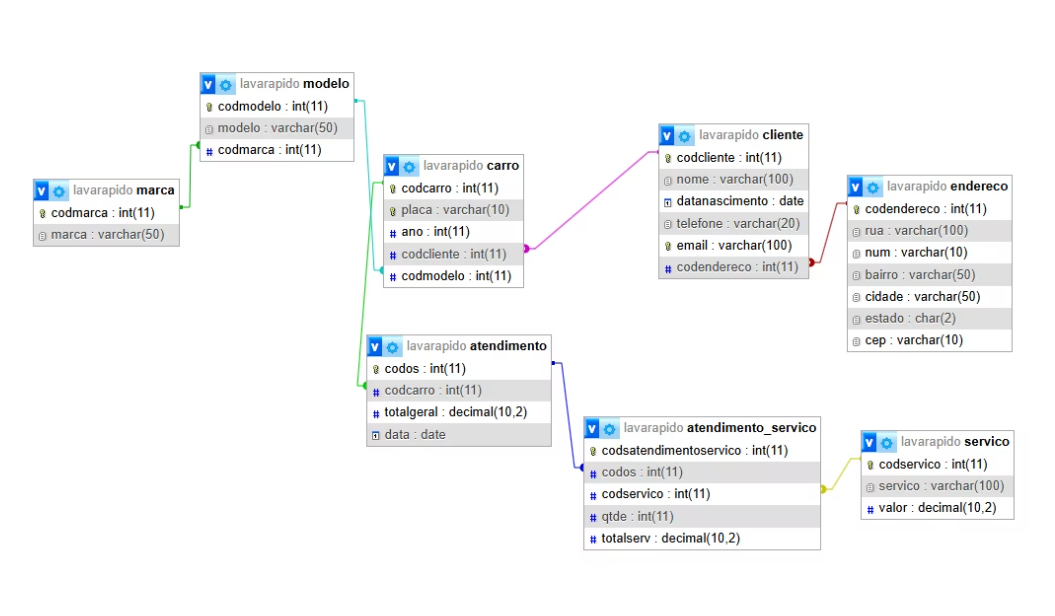 lavarapido modelo
codmodelo : int(11)
modelo : varchar(50)
codmarca : int(11)
lavarapido marca
codmarca : int(11)
marca : varchar(50)
lavarapido carro
codcarro : int(11)
placa : varchar(10)
ano : int(11)
codcliente : int(11)
codmodelo : int(11)
lavarapido cliente
codcliente : int(11)
nome : varchar(100)
datanascimento : date
telefone : varchar(20)
email : varchar(100)
codendereco : int(11)
lavarapido endereco
codendereco : int(11)
rua : varchar(100)
num : varchar(10)
bairro : varchar(50)
cidade : varchar(50)
estado : char(2)
cep : varchar(10)
lavarapido atendimento
codos : int(11)
codcarro : int(11)
totalgeral : decimal(10,2)
data : date
lavarapido atendimento_servico
codsatendimentoservico : int(11)
codos : int(11)
codservico : int(11)
qtde : int(11)
totalserv : decimal(10,2)
lavarapido servico
codservico : int(11)
servico : varchar(100)
valor : decimal(10,2)